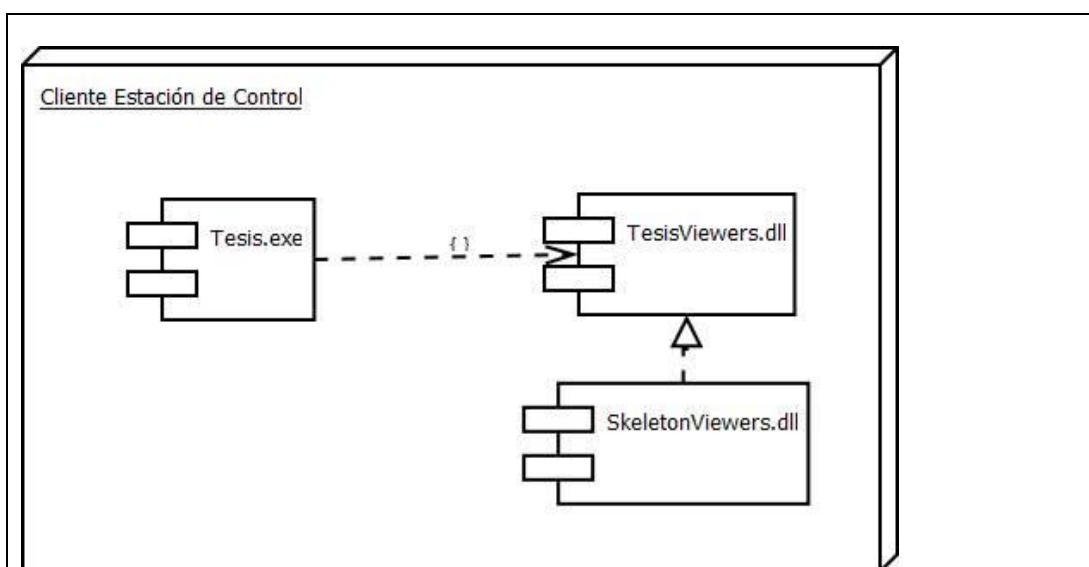 Cliente Estación de Control
Tesis.exe
{ }
TesisViewers.dll
SkeletonViewers.dll